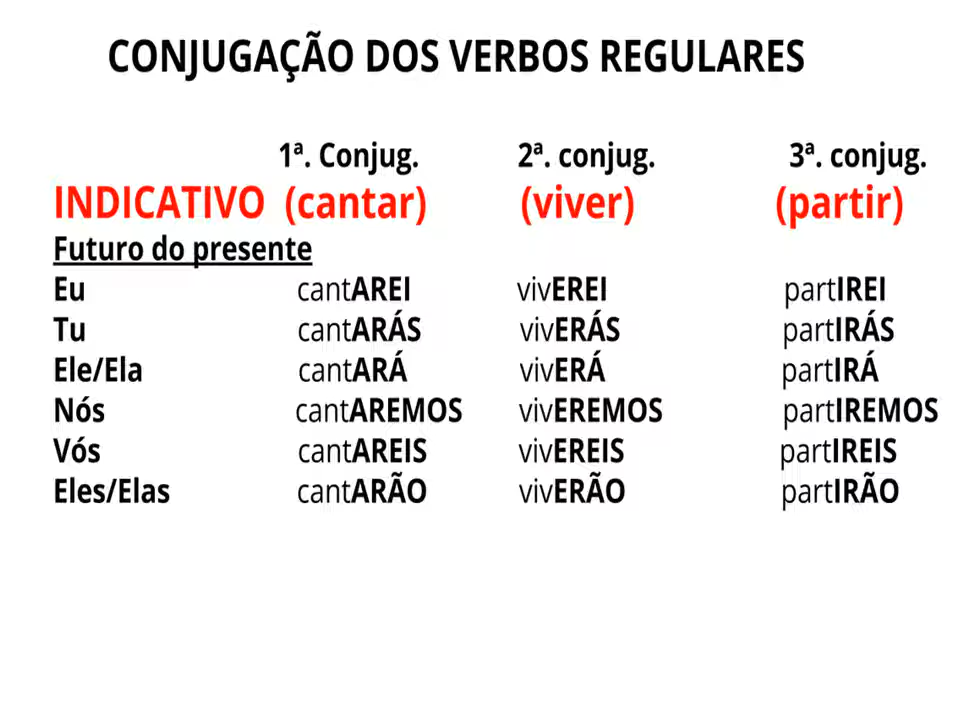 CONJUGAÇÃO DOS VERBOS REGULARES
1ª. Conjug. 2ª. conjug. 3ª. conjug.
INDICATIVO (cantar) (viver) (partir)
Futuro do presente
Eu cantAREI vivEREI partIREI
Tu cantARÁS vivERÁS partIRÁS
Ele/Ela cantARÁ vivERÁ partIRÁ
Nós cantAREMOS vivEREMOS partIREMOS
Vós cantAREIS vivEREIS partIREIS
Eles/Elas cantARÃO vivERÃO partIRÃO